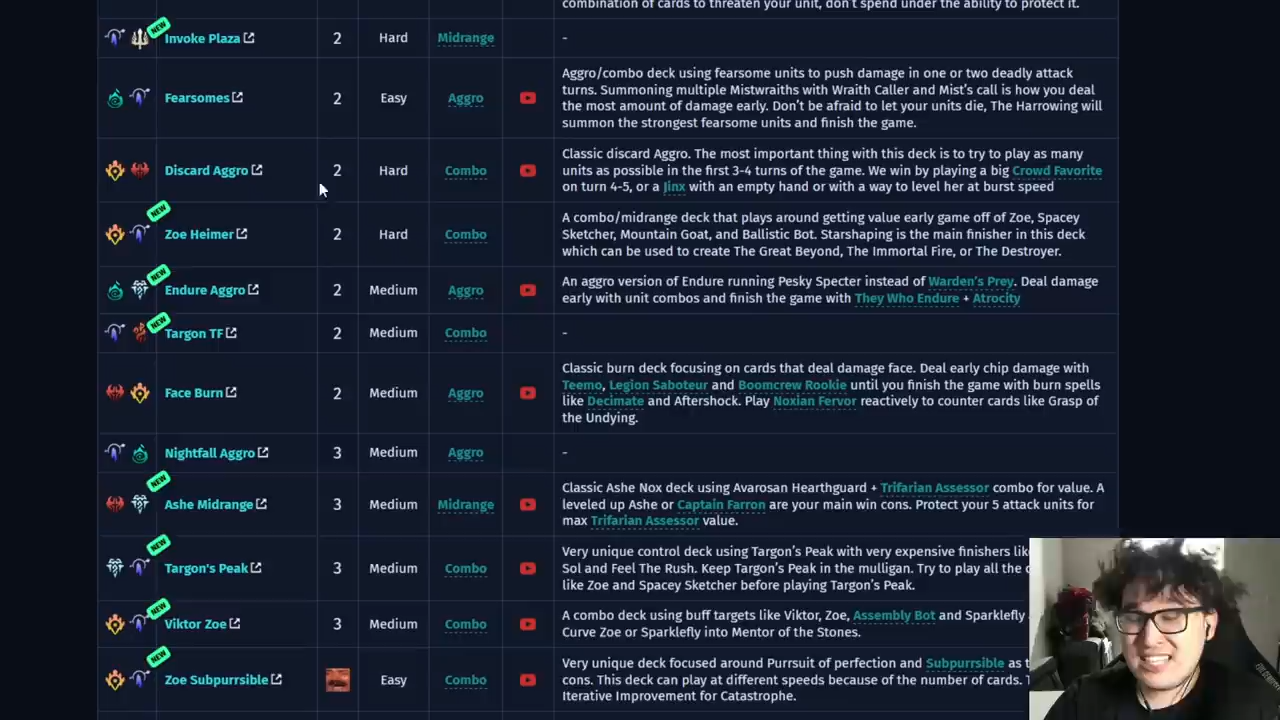 combination of cards to threaten your unit, don't spend under the ability to protect it.
NEW
Invoke Plaza 2 Hard Midrange -
Fearsomes 2 Easy Aggro
Aggro/combo deck using fearsome units to push damage in one or two deadly attack
turns. Summoning multiple Mistwraiths with Wraith Caller and Mist's call is how you deal
the most amount of damage early. Don't be afraid to let your units die, The Harrowing will
summon the strongest fearsome units and finish the game.
Discard Aggro 2 Hard Combo
Classic discard Aggro. The most important thing with this deck is to try to play as many
units as possible in the first 3-4 turns of the game. We win by playing a big Crowd Favorite
on turn 4-5, or a Jinx with an empty hand or with a way to level her at burst speed
NEW
Zoe Heimer 2 Hard Combo
A combo/midrange deck that plays around getting value early game off of Zoe, Spacey
Sketcher, Mountain Goat, and Ballistic Bot. Starshaping is the main finisher in this deck
which can be used to create The Great Beyond, The Immortal Fire, or The Destroyer.
NEW
Endure Aggro 2 Medium Aggro
An aggro version of Endure running Pesky Specter instead of Warden's Prey. Deal damage
early with unit combos and finish the game with They Who Endure + Atrocity
NEW
Targon TF 2 Medium Combo -
Face Burn 2 Medium Aggro
Classic burn deck focusing on cards that deal damage face. Deal early chip damage with
Teemo, Legion Saboteur and Boomcrew Rookie until you finish the game with burn spells
like Decimate and Aftershock. Play Noxian Fervor reactively to counter cards like Grasp of
the Undying.
Nightfall Aggro 3 Medium Aggro -
NEW
Ashe Midrange 3 Medium Midrange
Classic Ashe Nox deck using Avarosan Hearthguard + Trifarian Assessor combo for value. A
leveled up Ashe or Captain Farron are your main win cons. Protect your 5 attack units for
max Trifarian Assessor value.
NEW
Targon's Peak 3 Medium Combo
Very unique control deck using Targon's Peak with very expensive finishers
Sol and Feel The Rush. Keep Targon's Peak in the mulligan. Try to play all the
like Zoe and Spacey Sketcher before playing Targon's Peak.
NEW
Viktor Zoe 3 Medium Combo
A combo deck using buff targets like Viktor, Zoe, Assembly Bot and Sparklefly
Curve Zoe or Sparklefly into Mentor of the Stones.
NEW
Zoe Subpurrsible Easy Combo
Very unique deck focused around Purrsuit of perfection and Subpurrsible as
cons. This deck can play at different speeds because of the number of cards.
Iterative Improvement for Catastrophe.